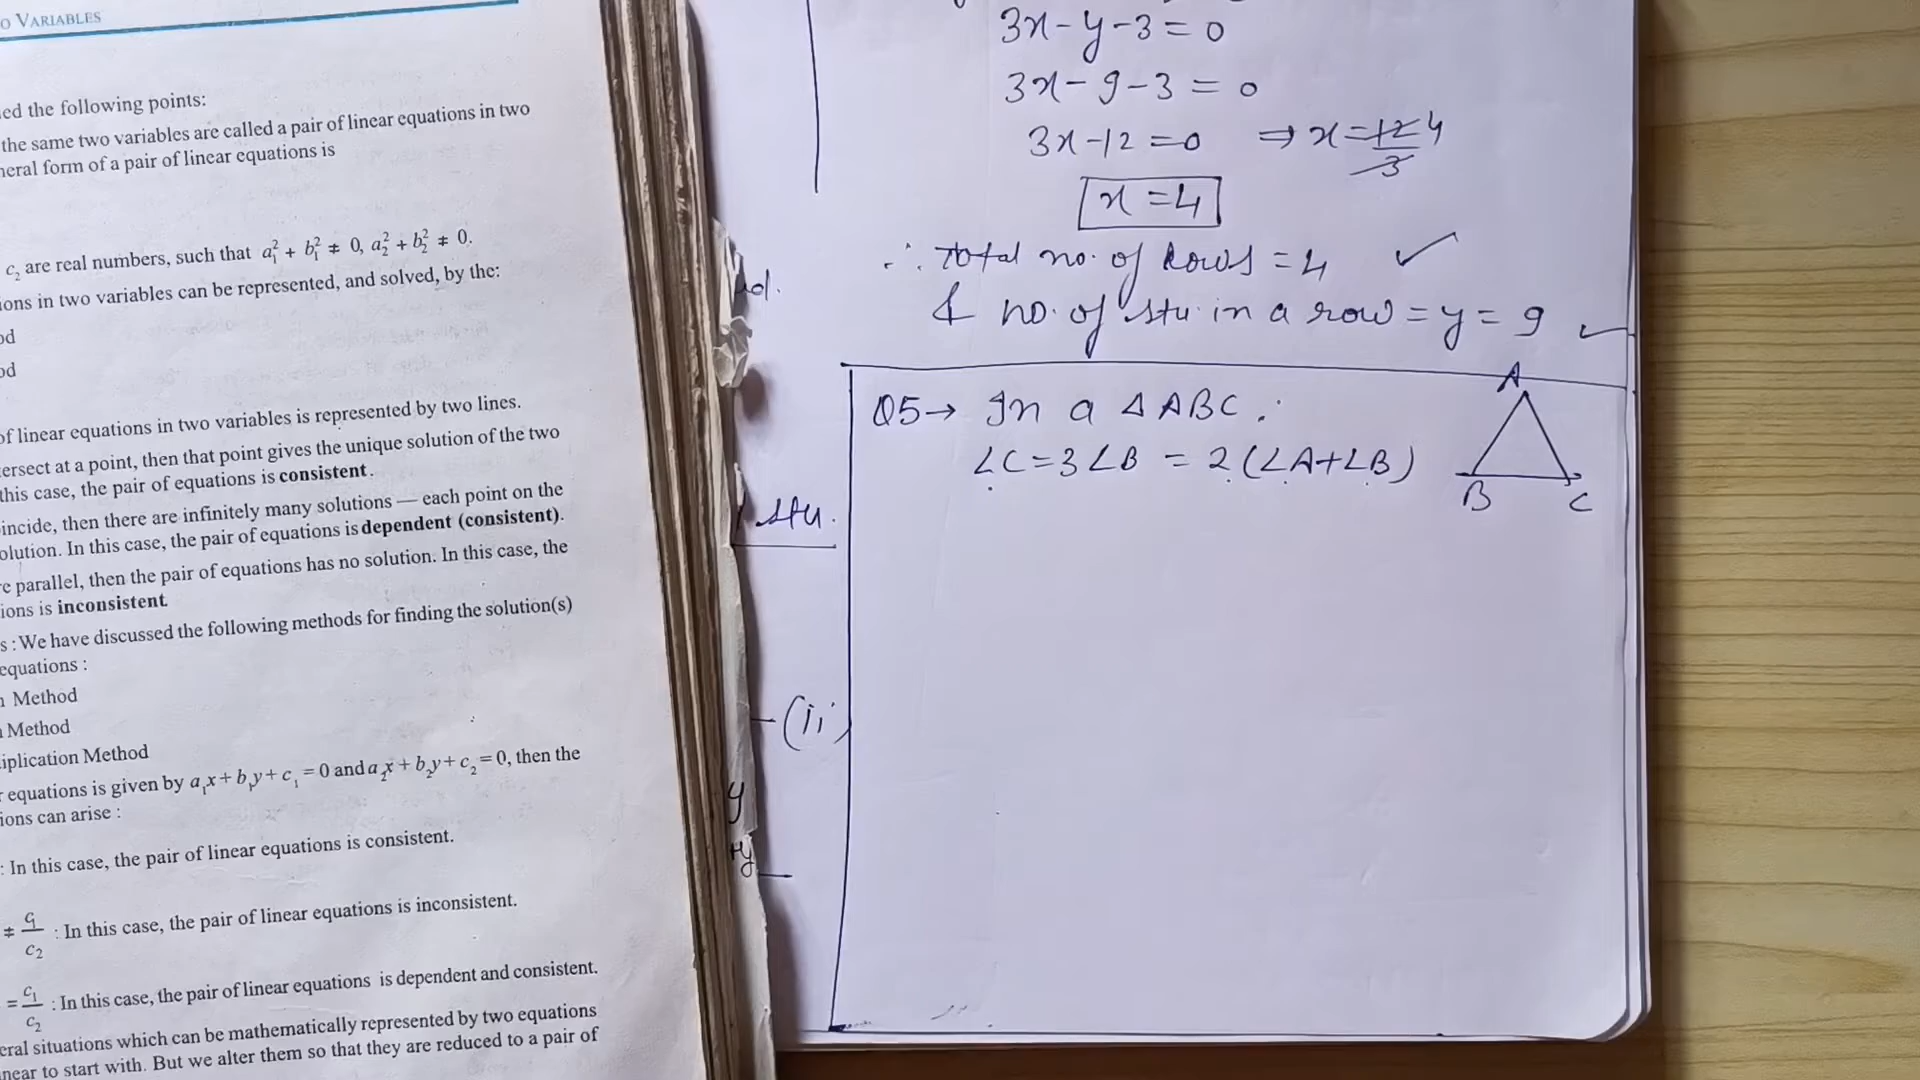 O VARIABLES
ed the following points:
the same two variables are called a pair of linear equations in two
neral form of a pair of linear equations is
c₂ are real numbers, such that a₁² + b₁² ≠ 0, a₂² + b₂² ≠ 0.
ions in two variables can be represented, and solved, by the:
od
od
of linear equations in two variables is represented by two lines.
ersect at a point, then that point gives the unique solution of the two
this case, the pair of equations is consistent.
incide, then there are infinitely many solutions — each point on the
olution. In this case, the pair of equations is dependent (consistent).
re parallel, then the pair of equations has no solution. In this case, the
ions is inconsistent.
s : We have discussed the following methods for finding the solution(s)
equations :
n Method
Method
iplication Method
r equations is given by a₁x + b₁y + c₁ = 0 and a₂x + b₂y + c₂ = 0, then the
ions can arise :
: In this case, the pair of linear equations is consistent.
≠ c₁/c₂ : In this case, the pair of linear equations is inconsistent.
= c₁/c₂ : In this case, the pair of linear equations is dependent and consistent.
eral situations which can be mathematically represented by two equations
near to start with. But we alter them so that they are reduced to a pair of
stu.
-(ii)
y
3x-y-3=0
3x-9-3=0
3x-12=0 ⇒ x=12/3 4
x=4
∴ Total no. of rows = 4 ✓
& no. of stu. in a row = y = 9 ✓
Q5→ In a △ABC,
∠C=3∠B = 2(∠A+∠B)
A
B
C